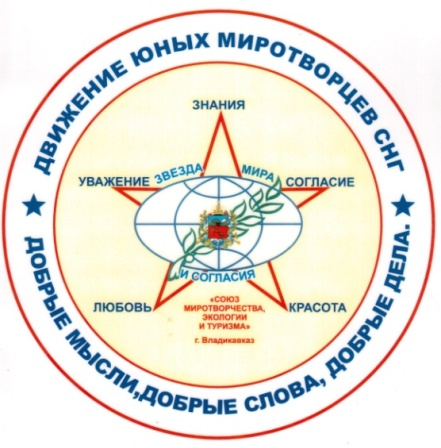 ДВИЖЕНИЕ ЮНЫХ МИРОТВОРЦЕВ СНГ
ЗНАНИЯ
УВАЖЕНИЕ
ЗВЕЗДА МИРА
СОГЛАСИЕ
И СОГЛАСИЯ
ЛЮБОВЬ
КРАСОТА
«СОЮЗ
МИРОТВОРЧЕСТВА,
ЭКОЛОГИИ
И ТУРИЗМА»
г. Владикавказ
ДОБРЫЕ МЫСЛИ,ДОБРЫЕ СЛОВА, ДОБРЫЕ ДЕЛА.